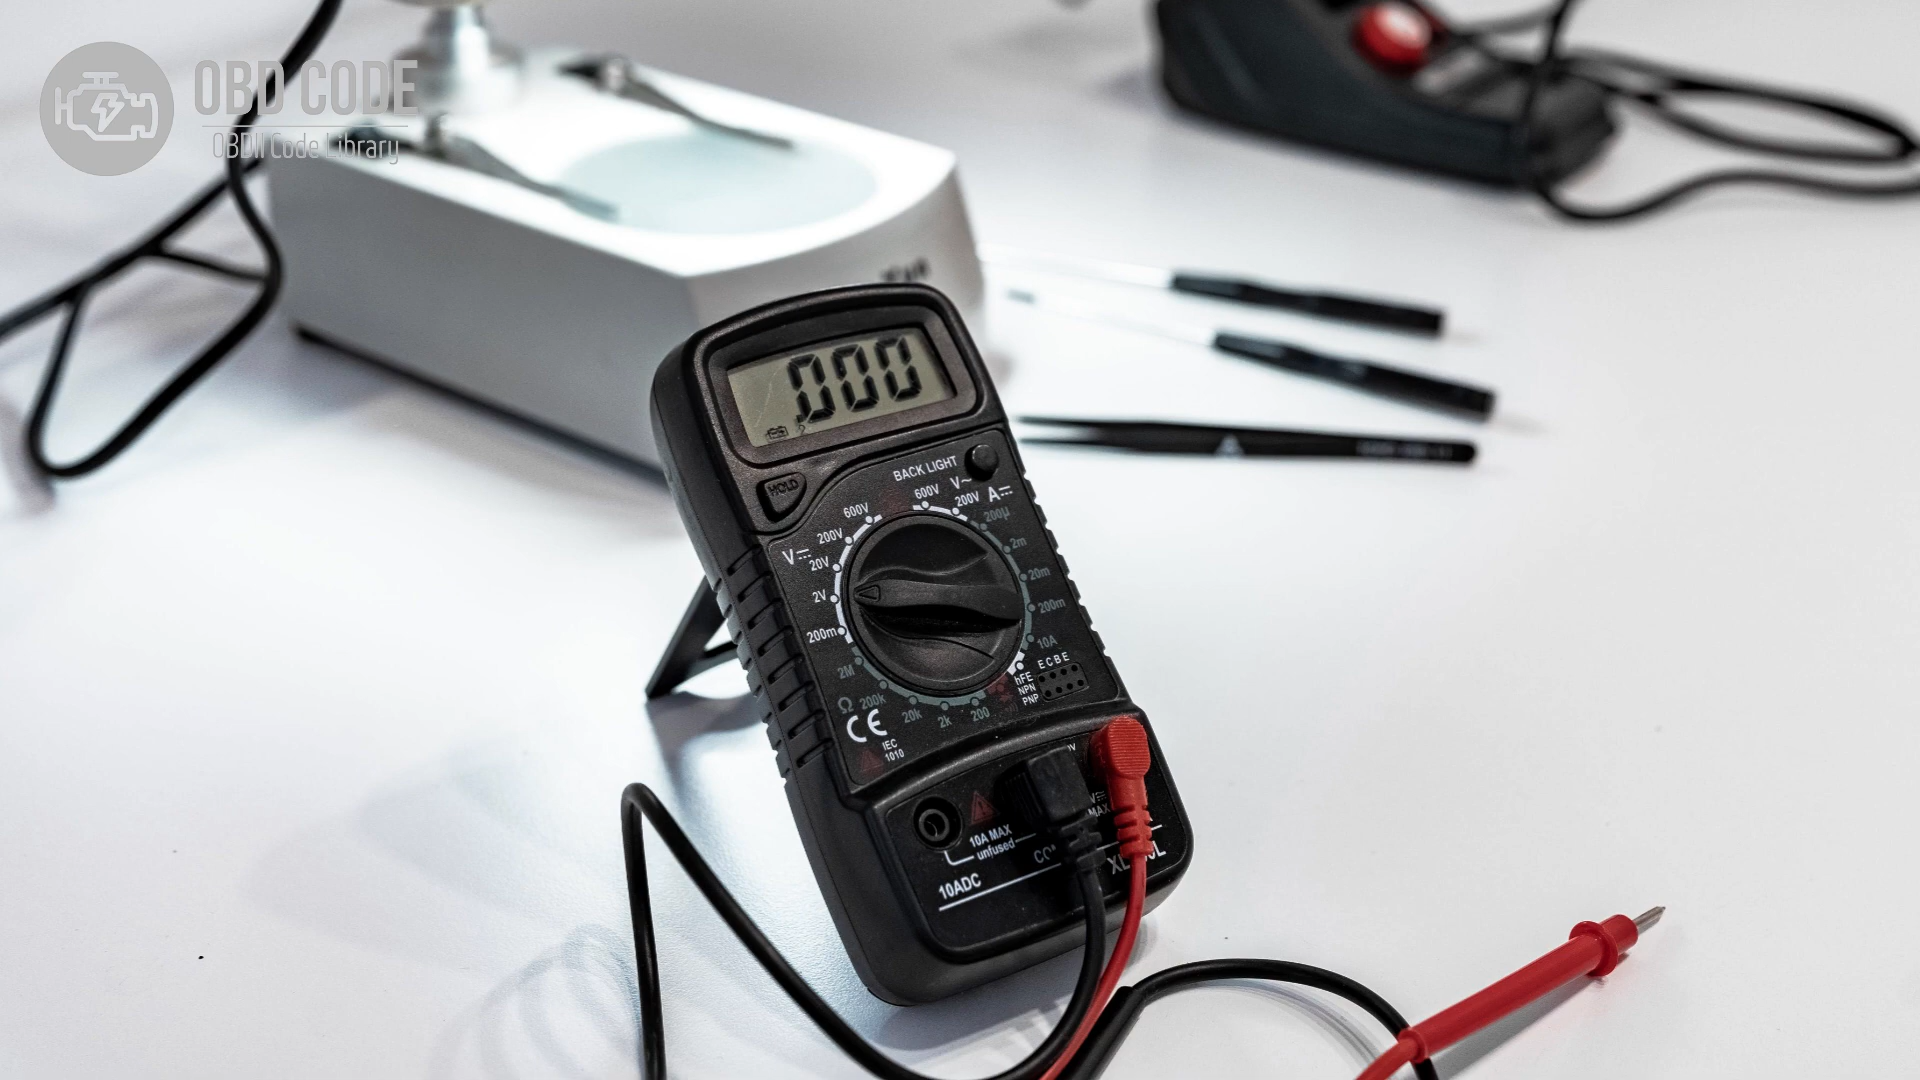 OBD CODE
OBDII Code Library
.000
HOLD
BACK LIGHT
600V
200V
V⎓
20V
2V
200m
2M
Ω
200k
20k
2k
200
600V
V~
200V
A⎓
200µ
2m
20m
200m
10A
hFE
NPN
PNP
E C B E
CE
IEC
1010
10A MAX
unfused
10ADC
MAX